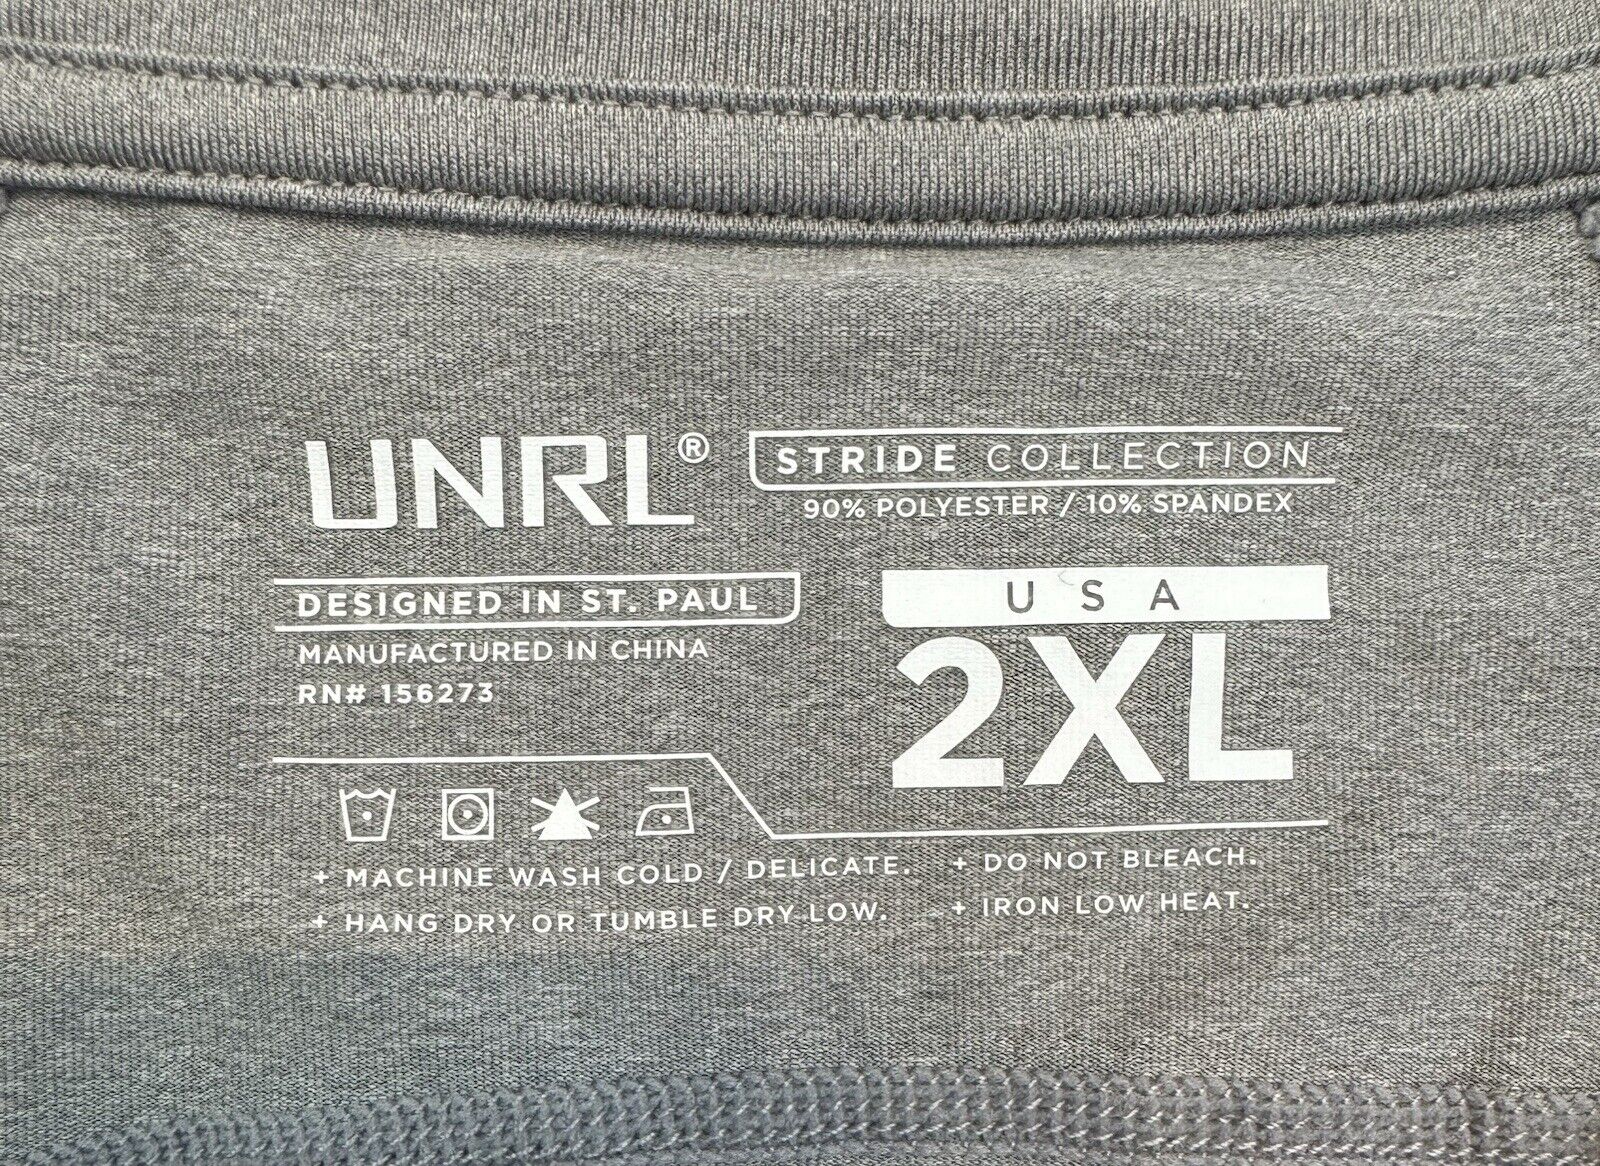 UNRL®
STRIDE COLLECTION
90% POLYESTER / 10% SPANDEX
DESIGNED IN ST. PAUL
MANUFACTURED IN CHINA
RN# 156273
USA
2XL
+ MACHINE WASH COLD / DELICATE.
+ HANG DRY OR TUMBLE DRY LOW.
+ DO NOT BLEACH.
+ IRON LOW HEAT.